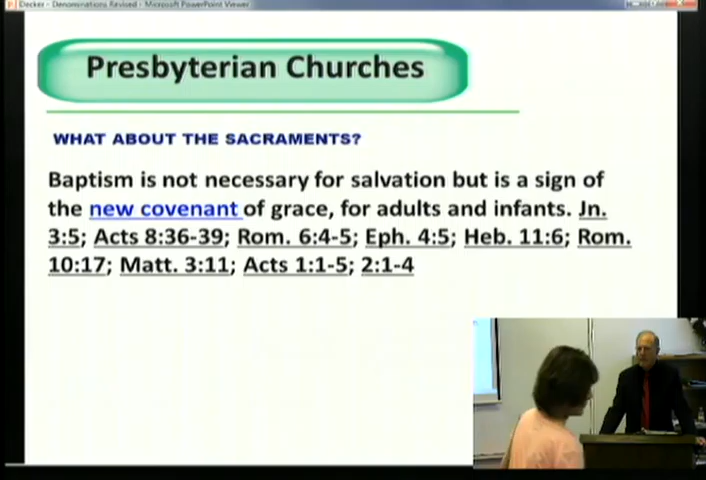 Decker - Denominations Revised - Microsoft PowerPoint Viewer
Presbyterian Churches
WHAT ABOUT THE SACRAMENTS?
Baptism is not necessary for salvation but is a sign of
the new covenant of grace, for adults and infants. Jn.
3:5; Acts 8:36-39; Rom. 6:4-5; Eph. 4:5; Heb. 11:6; Rom.
10:17; Matt. 3:11; Acts 1:1-5; 2:1-4